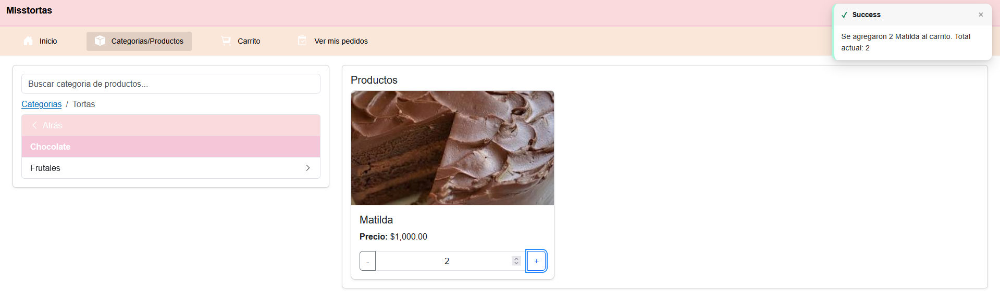 Misstortas
✓ Success ×
Se agregaron 2 Matilda al carrito. Total
actual: 2
Inicio
Categorias/Productos
Carrito
Ver mis pedidos
Buscar categoria de productos...
Categorias / Tortas
Atrás
Chocolate
Frutales
Productos
Matilda
Precio: $1,000.00
- 2 +